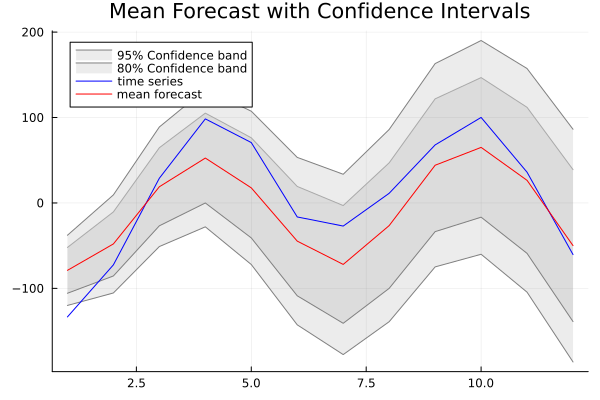 Mean Forecast with Confidence Intervals
200
95% Confidence band
80% Confidence band
time series
mean forecast
100
0
−100
2.5 5.0 7.5 10.0